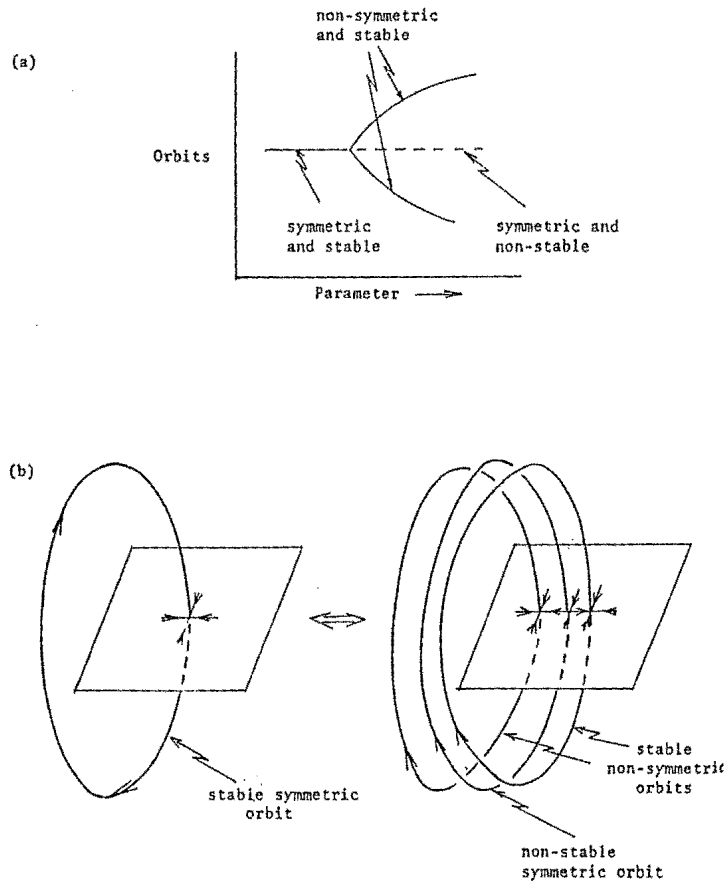 (a)
non-symmetric
and stable
Orbits
symmetric
and stable
symmetric and
non-stable
Parameter
(b)
stable symmetric
orbit
stable
non-symmetric
orbits
non-stable
symmetric orbit